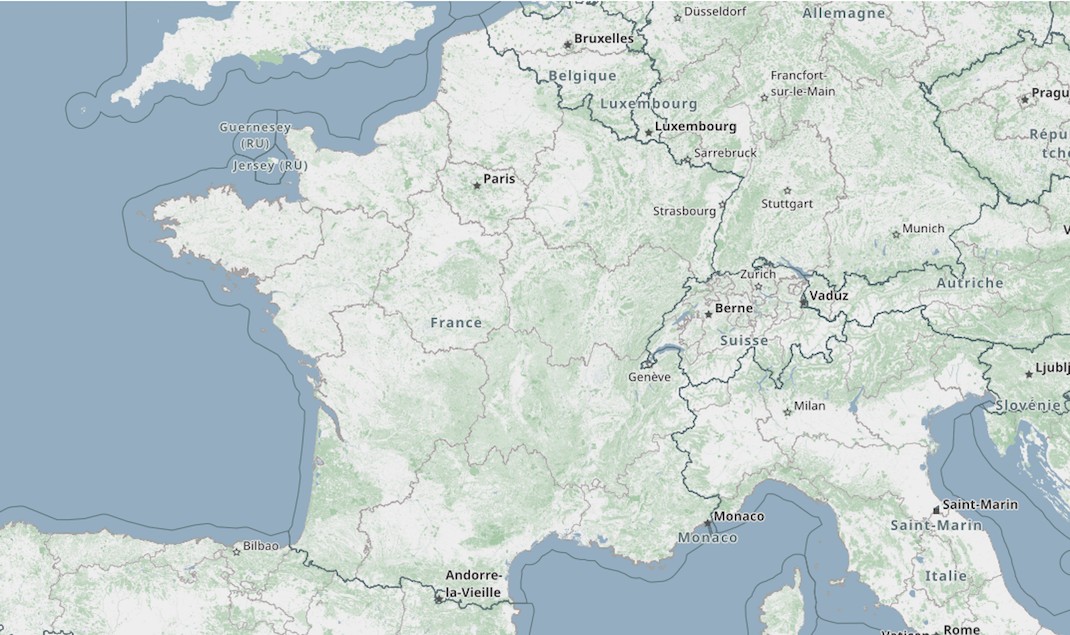 Düsseldorf
Allemagne
Bruxelles
Belgique
Francfort-
sur-le-Main
Luxembourg
Luxembourg
Pragu
Répu
tche
Guernesey
(RU)
Jersey (RU)
Sarrebruck
Paris
Strasbourg
Stuttgart
Munich
V
Zurich
Vaduz
Autriche
Berne
France
Suisse
Genève
Ljublj
Milan
Slovénie
Saint-Marin
Saint-Marin
Monaco
Monaco
Bilbao
Andorre-
la-Vieille
Italie
Vatican
Rome